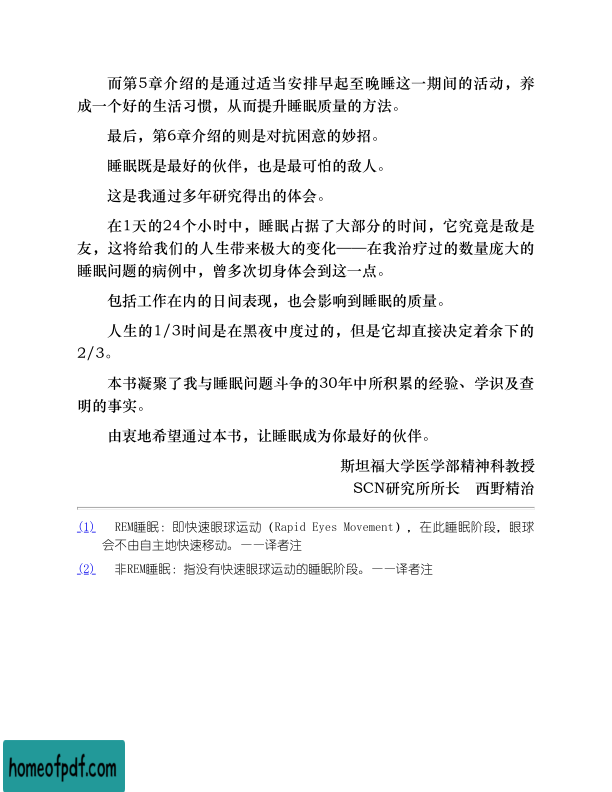 而第5章介绍的是通过适当安排早起至晚睡这一期间的活动，养
成一个好的生活习惯，从而提升睡眠质量的方法。
最后，第6章介绍的则是对抗困意的妙招。
睡眠既是最好的伙伴，也是最可怕的敌人。
这是我通过多年研究得出的体会。
在1天的24个小时中，睡眠占据了大部分的时间，它究竟是敌是
友，这将给我们的人生带来极大的变化——在我治疗过的数量庞大的
睡眠问题的病例中，曾多次切身体会到这一点。
包括工作在内的日间表现，也会影响到睡眠的质量。
人生的1/3时间是在黑夜中度过的，但是它却直接决定着余下的
2/3。
本书凝聚了我与睡眠问题斗争的30年中所积累的经验、学识及查
明的事实。
由衷地希望通过本书，让睡眠成为你最好的伙伴。
斯坦福大学医学部精神科教授
SCN研究所所长　西野精治
(1)　REM睡眠：即快速眼球运动（Rapid Eyes Movement），在此睡眠阶段，眼球
会不由自主地快速移动。——译者注
(2)　非REM睡眠：指没有快速眼球运动的睡眠阶段。——译者注
homeofpdf.com